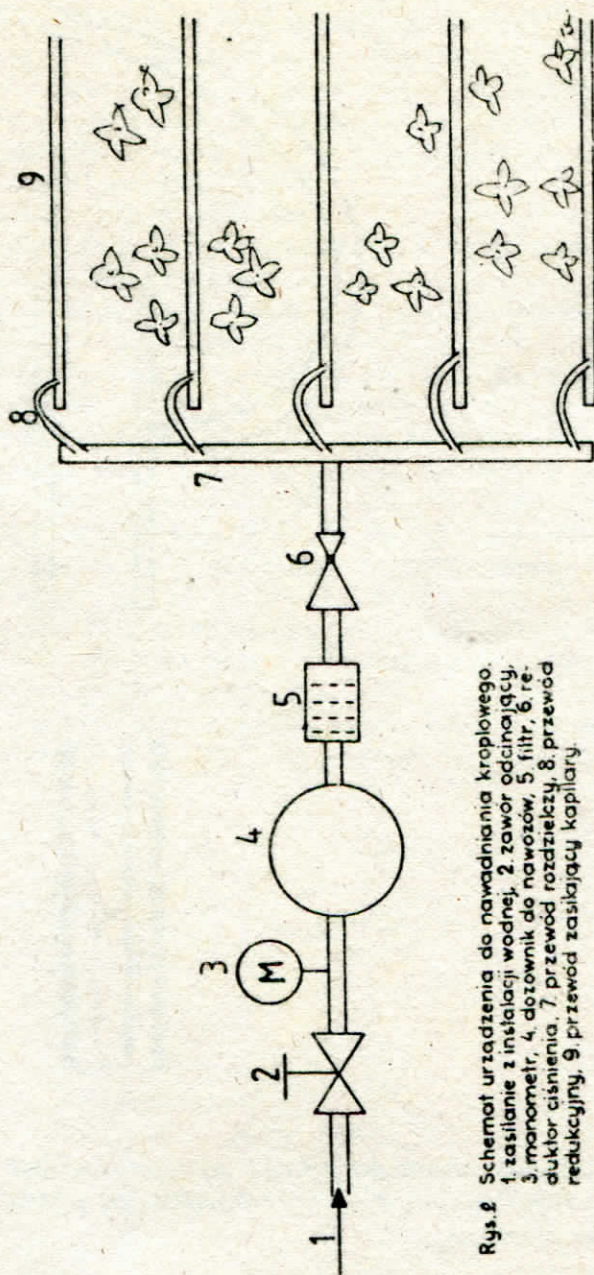 1
2
3
M
4
5
6
7
8
9
Rys.2 Schemat urządzenia do nawadniania kroplowego.
1. zasilanie z instalacji wodnej, 2. zawór odcinający,
3. manometr, 4. dozownik do nawozów, 5. filtr, 6. re-
duktor ciśnienia, 7. przewód rozdzielczy, 8. przewód
redukcyjny, 9. przewód zasilający kapilary.